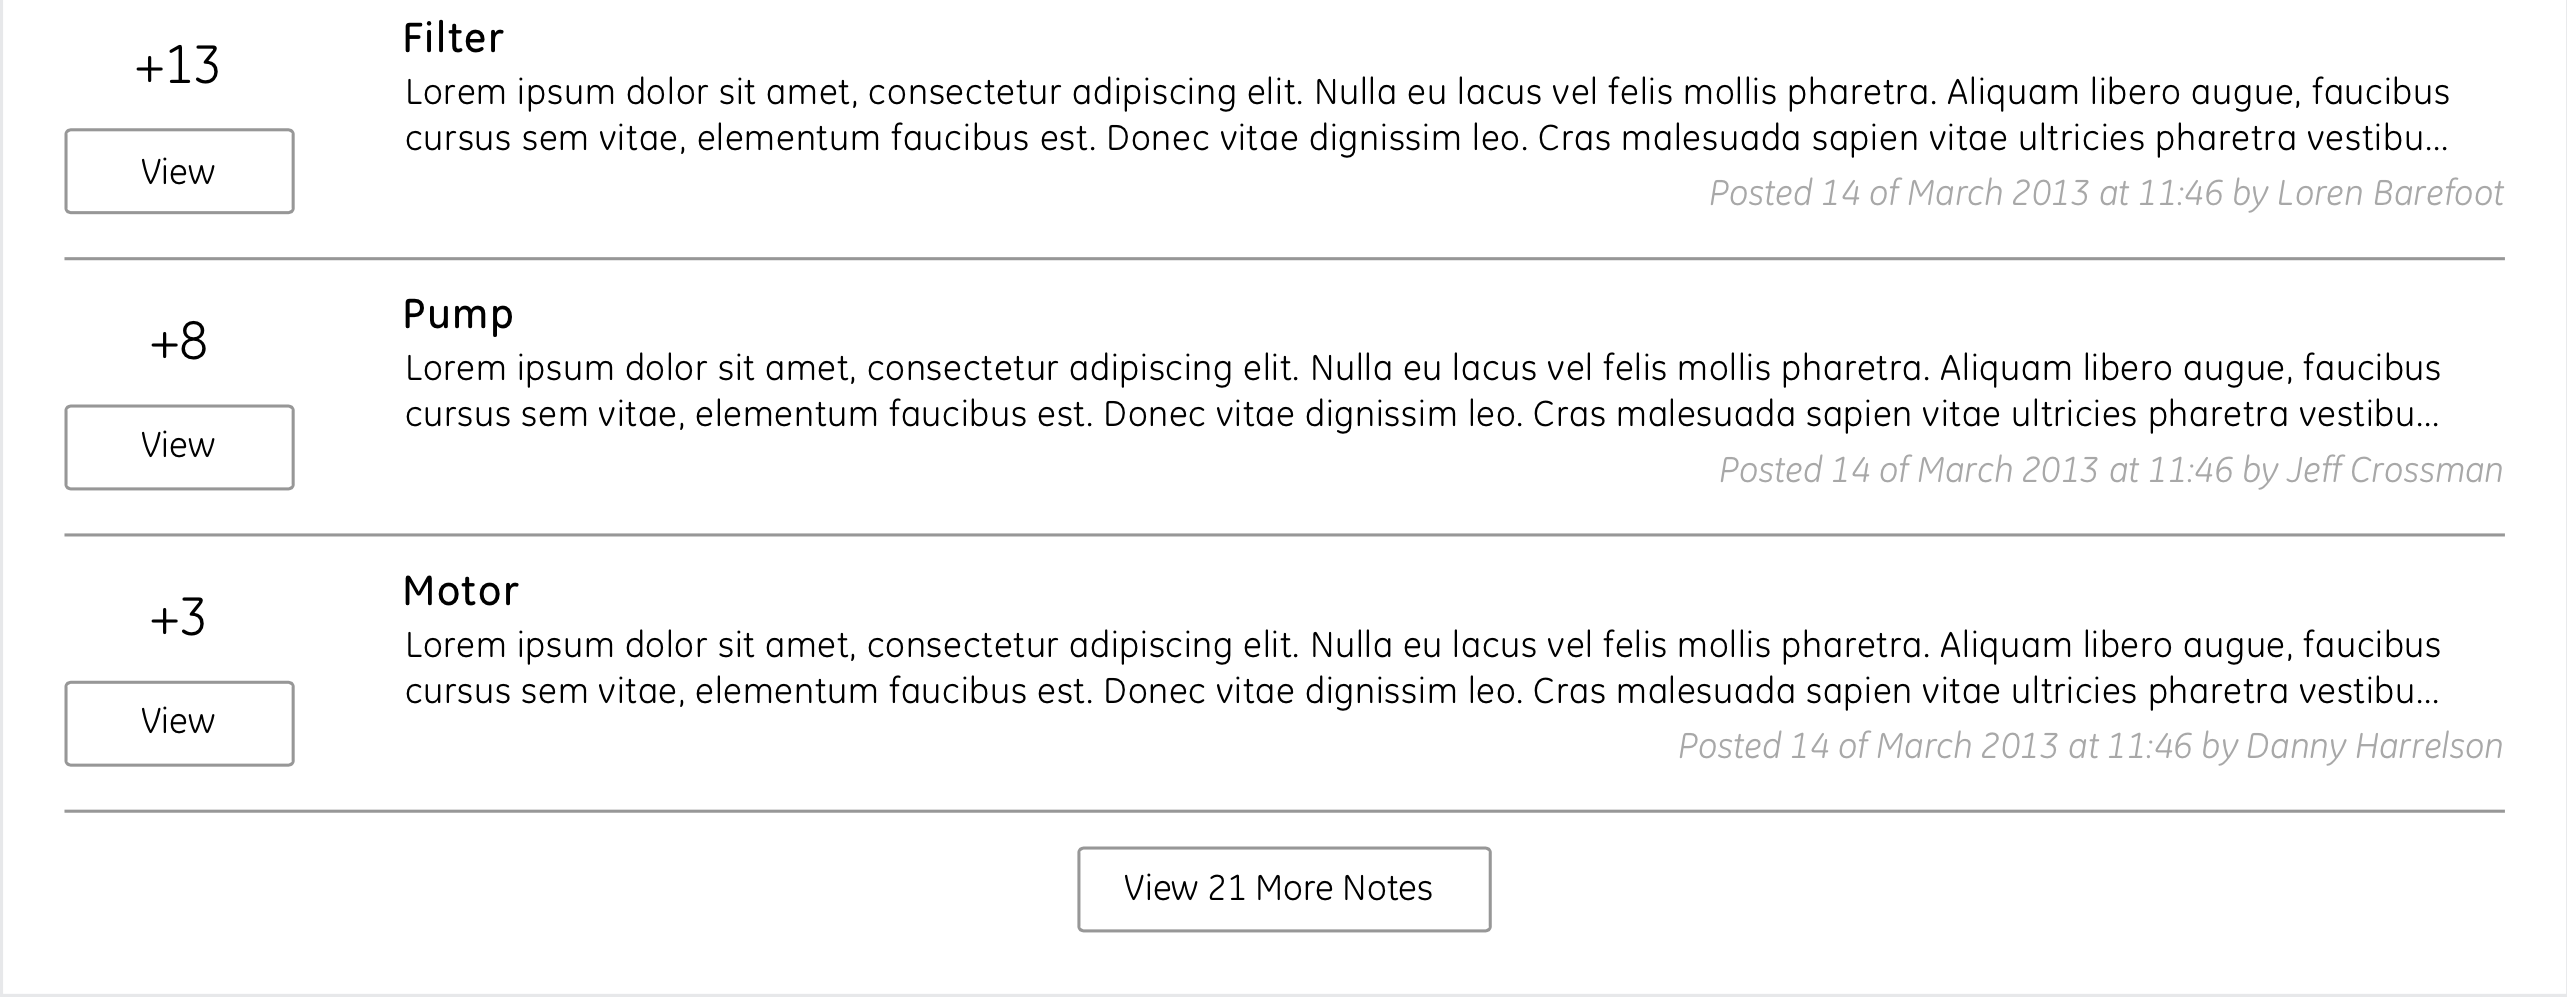 +13
View
Filter
Lorem ipsum dolor sit amet, consectetur adipiscing elit. Nulla eu lacus vel felis mollis pharetra. Aliquam libero augue, faucibus
cursus sem vitae, elementum faucibus est. Donec vitae dignissim leo. Cras malesuada sapien vitae ultricies pharetra vestibu...
Posted 14 of March 2013 at 11:46 by Loren Barefoot
+8
View
Pump
Lorem ipsum dolor sit amet, consectetur adipiscing elit. Nulla eu lacus vel felis mollis pharetra. Aliquam libero augue, faucibus
cursus sem vitae, elementum faucibus est. Donec vitae dignissim leo. Cras malesuada sapien vitae ultricies pharetra vestibu...
Posted 14 of March 2013 at 11:46 by Jeff Crossman
+3
View
Motor
Lorem ipsum dolor sit amet, consectetur adipiscing elit. Nulla eu lacus vel felis mollis pharetra. Aliquam libero augue, faucibus
cursus sem vitae, elementum faucibus est. Donec vitae dignissim leo. Cras malesuada sapien vitae ultricies pharetra vestibu...
Posted 14 of March 2013 at 11:46 by Danny Harrelson
View 21 More Notes